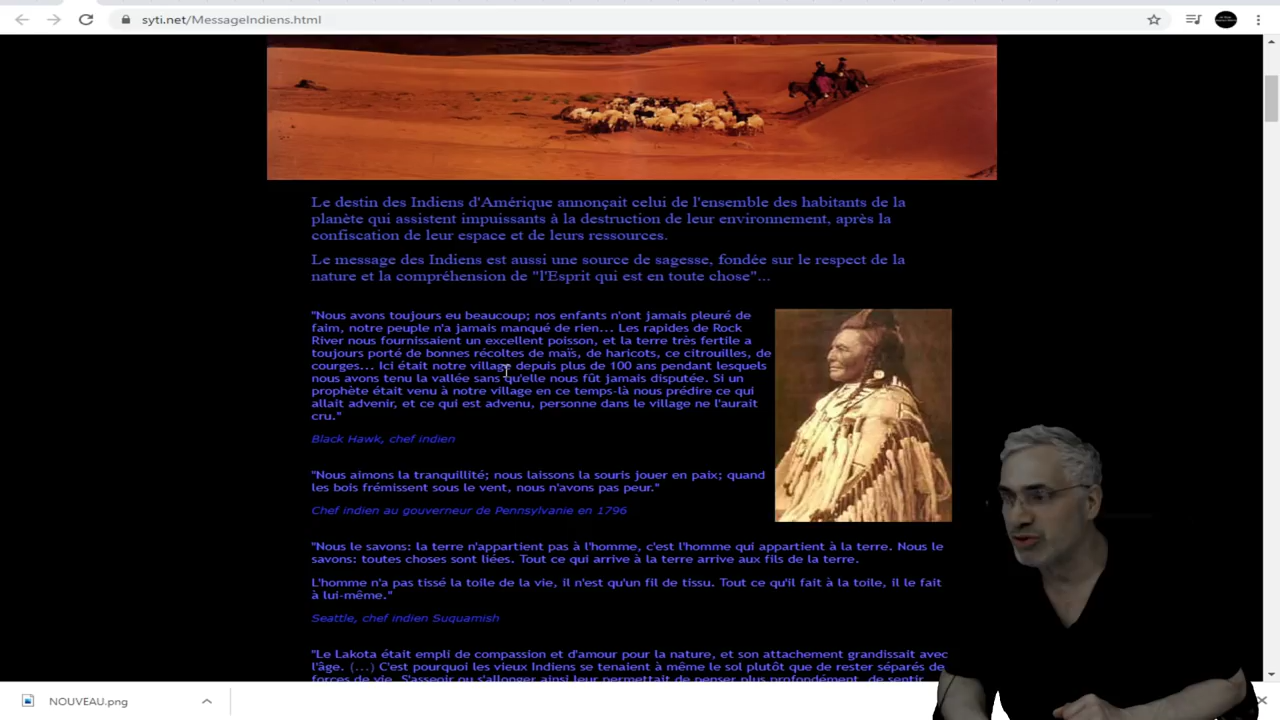 syti.net/MessageIndiens.html
Le destin des Indiens d'Amérique annonçait celui de l'ensemble des habitants de la
planète qui assistent impuissants à la destruction de leur environnement, après la
confiscation de leur espace et de leurs ressources.
Le message des Indiens est aussi une source de sagesse, fondée sur le respect de la
nature et la compréhension de "l'Esprit qui est en toute chose"...
"Nous avons toujours eu beaucoup; nos enfants n'ont jamais pleuré de
faim, notre peuple n'a jamais manqué de rien... Les rapides de Rock
River nous fournissaient un excellent poisson, et la terre très fertile a
toujours porté de bonnes récoltes de maïs, de haricots, ce citrouilles, de
courges... Ici était notre village depuis plus de 100 ans pendant lesquels
nous avons tenu la vallée sans qu'elle nous fût jamais disputée. Si un
prophète était venu à notre village en ce temps-là nous prédire ce qui
allait advenir, et ce qui est advenu, personne dans le village ne l'aurait
cru."
Black Hawk, chef indien
"Nous aimons la tranquillité; nous laissons la souris jouer en paix; quand
les bois frémissent sous le vent, nous n'avons pas peur."
Chef indien au gouverneur de Pennsylvanie en 1796
"Nous le savons: la terre n'appartient pas à l'homme, c'est l'homme qui appartient à la terre. Nous le
savons: toutes choses sont liées. Tout ce qui arrive à la terre arrive aux fils de la terre.
L'homme n'a pas tissé la toile de la vie, il n'est qu'un fil de tissu. Tout ce qu'il fait à la toile, il le fait
à lui-même."
Seattle, chef indien Suquamish
"Le Lakota était empli de compassion et d'amour pour la nature, et son attachement grandissait avec
l'âge. (...) C'est pourquoi les vieux Indiens se tenaient à même le sol plutôt que de rester séparés de
forces de vie. S'asseoir ou s'allonger ainsi leur permettait de penser plus profondément, de sentir
NOUVEAU.png